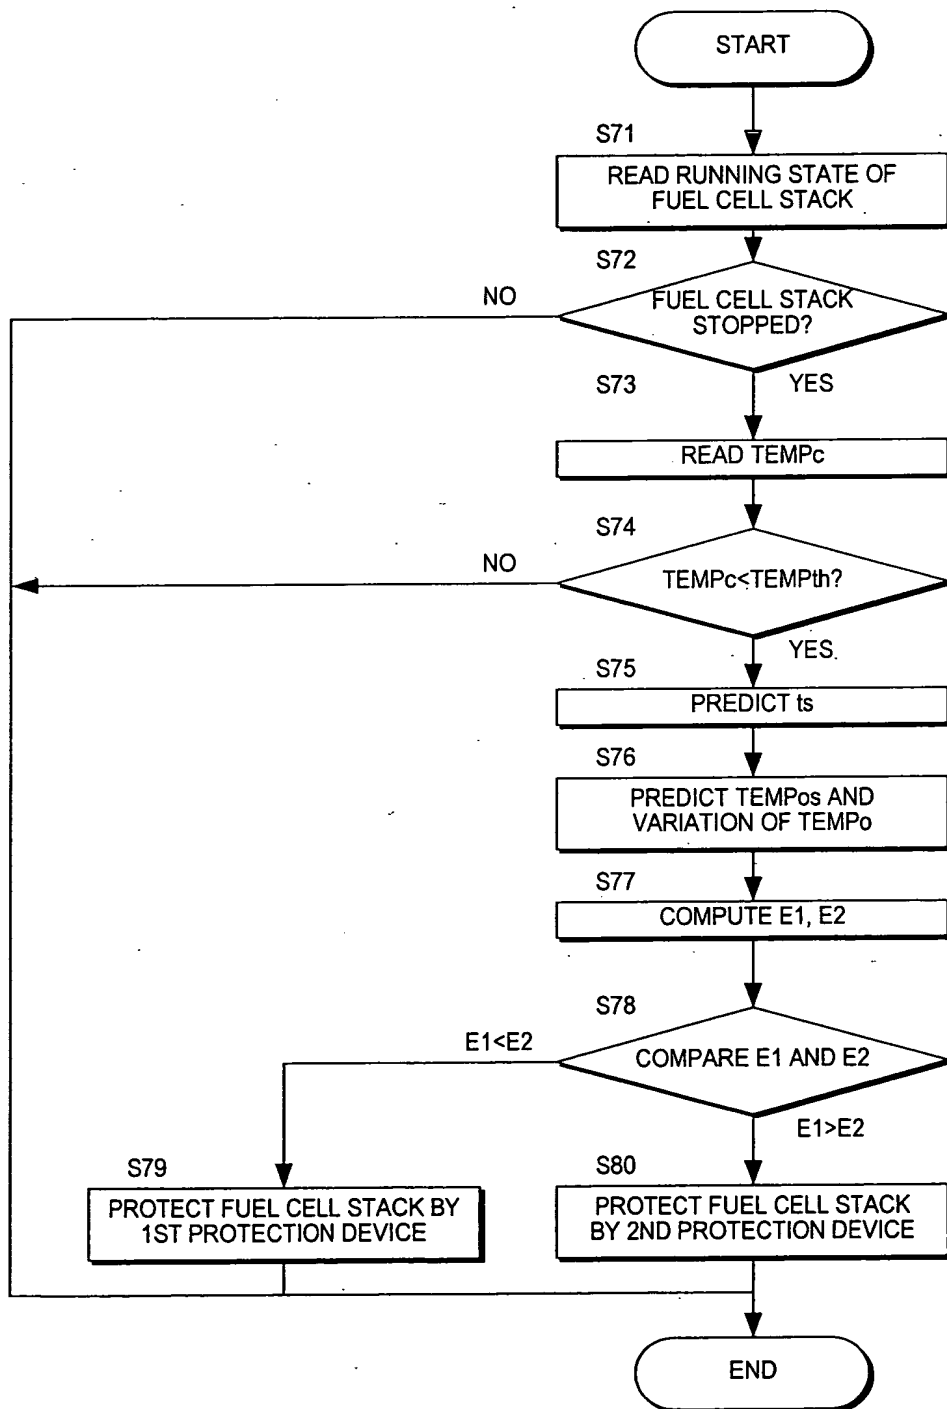 START
S71
READ RUNNING STATE OF
FUEL CELL STACK
S72
NO
FUEL CELL STACK
STOPPED?
YES
S73
READ TEMPc
S74
NO
TEMPc<TEMPth?
YES
S75
PREDICT ts
S76
PREDICT TEMPos AND
VARIATION OF TEMPo
S77
COMPUTE E1, E2
S78
E1<E2
COMPARE E1 AND E2
E1>E2
S79
PROTECT FUEL CELL STACK BY
1ST PROTECTION DEVICE
S80
PROTECT FUEL CELL STACK
BY 2ND PROTECTION DEVICE
END